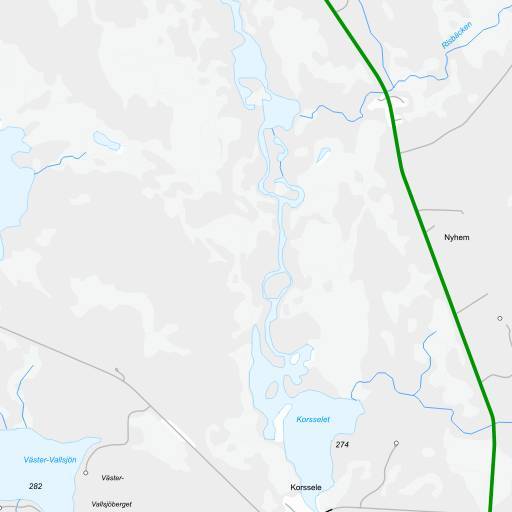 Risbäcken
Nyhem
Korsselet
274
Väster-Vallsjön
282
Väster-
Vallsjöberget
Korssele